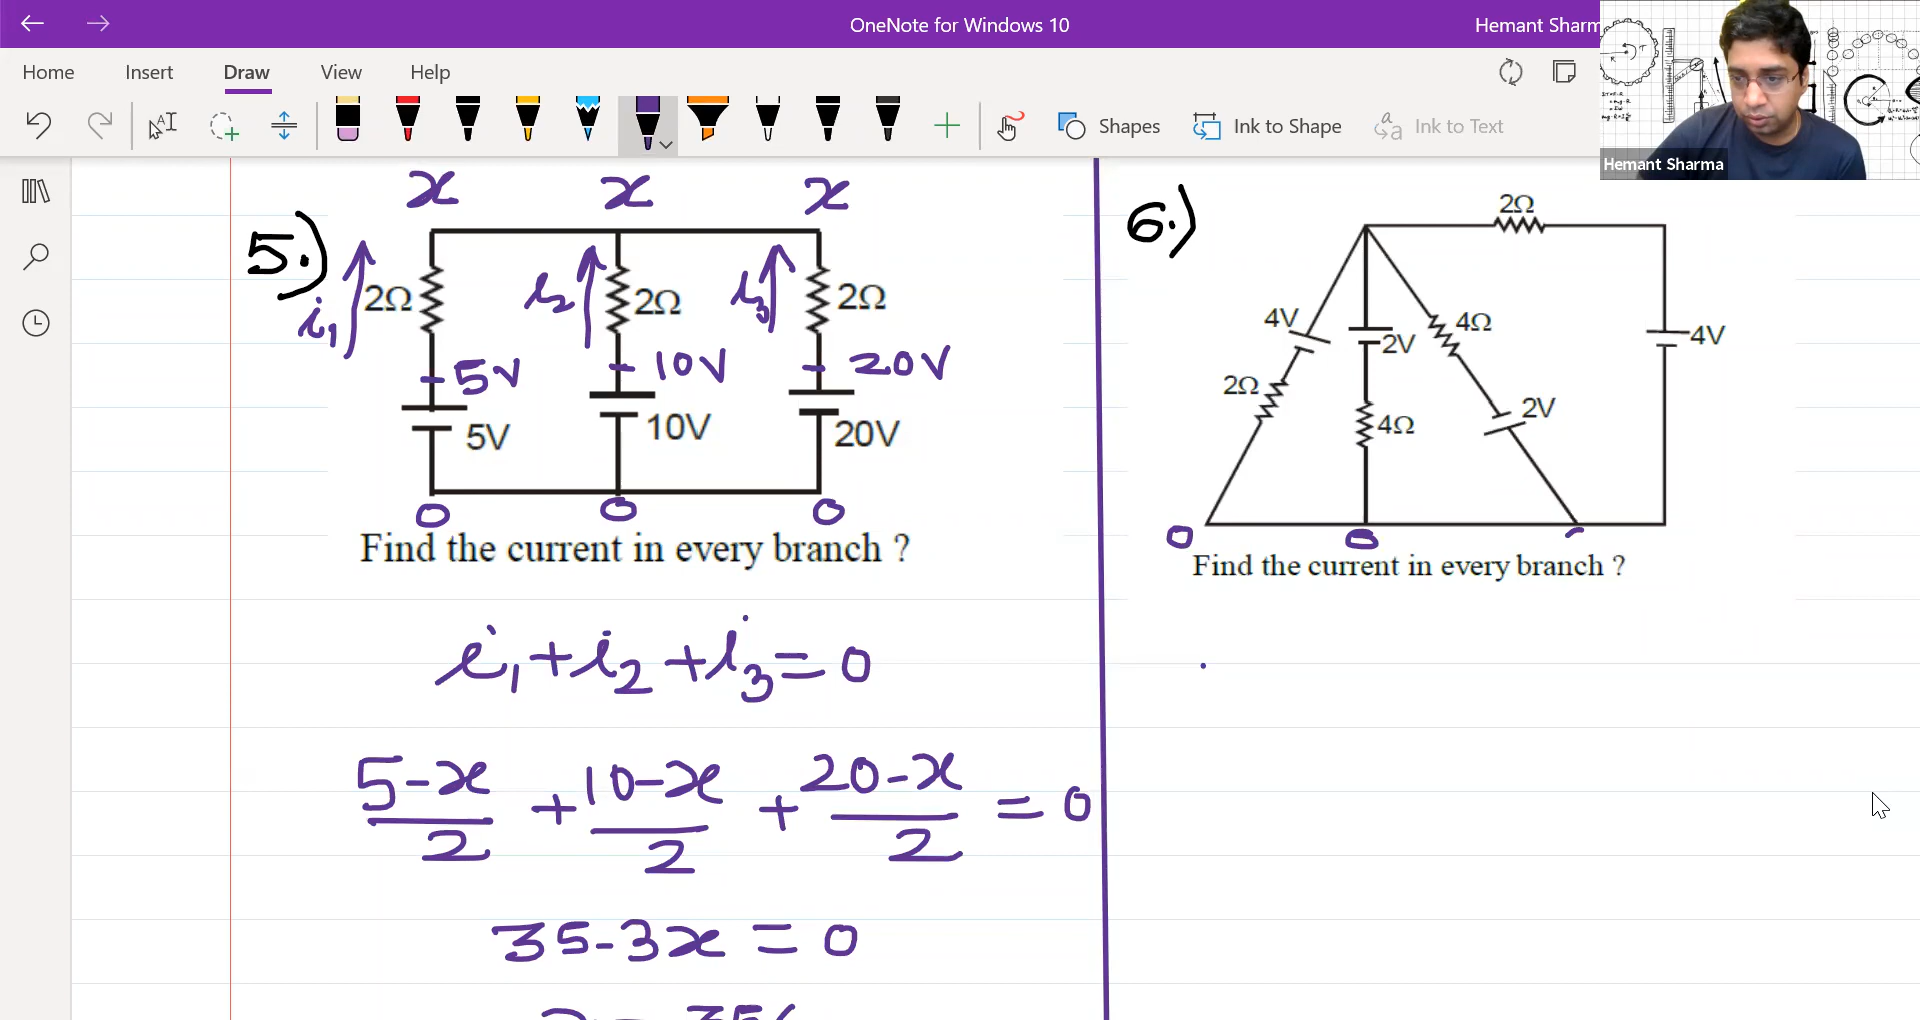 OneNote for Windows 10
Hemant Sharm
Home Insert Draw View Help
Shapes Ink to Shape Ink to Text
Hemant Sharma
x x x
5.)
i1 2Ω i2 2Ω i3 2Ω
5V 10V 20V
5V 10V 20V
0 0 0
Find the current in every branch ?
i1+i2+i3=0
5-x/2 + 10-x/2 + 20-x/2 = 0
35-3x = 0
6.)
2Ω
4V 2V 4Ω 4V
2Ω 4Ω 2V
0 0
Find the current in every branch ?